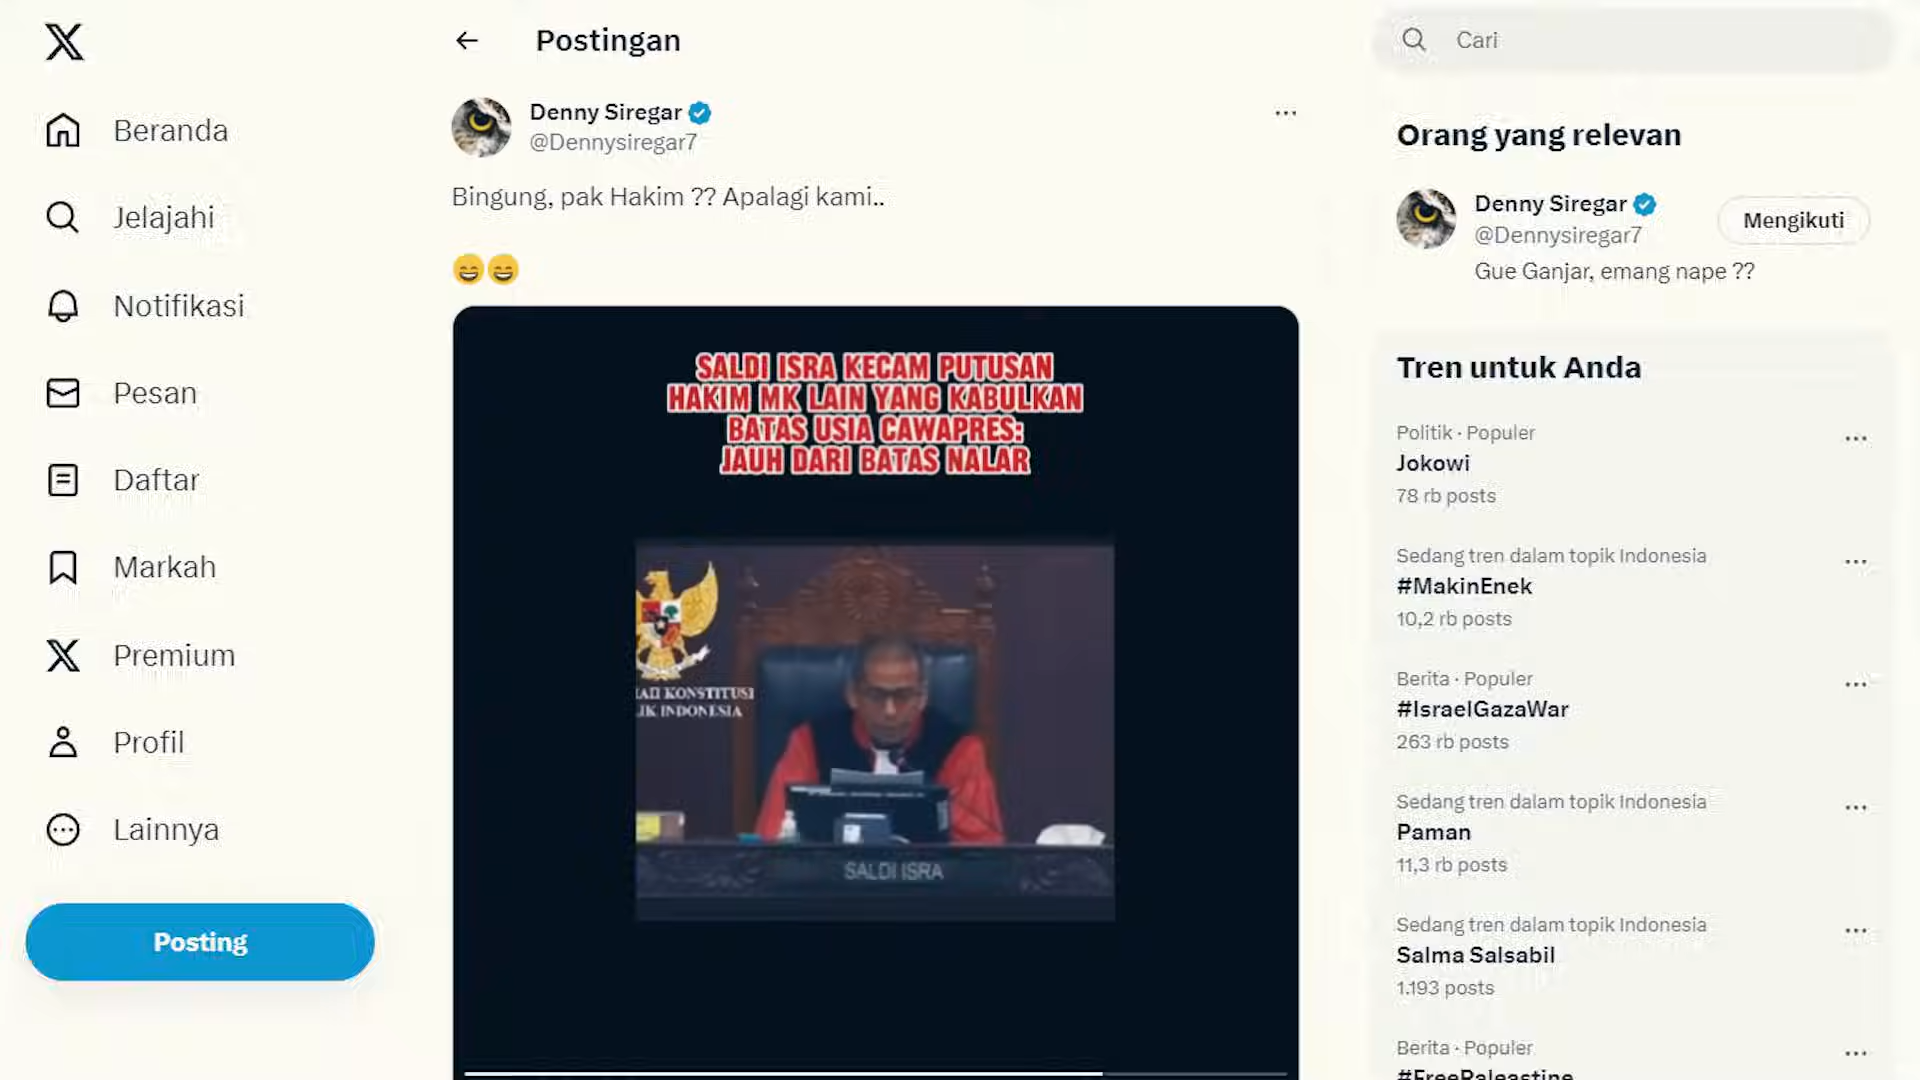 Beranda
Jelajahi
Notifikasi
Pesan
Daftar
Markah
Premium
Profil
Lainnya
Posting
Postingan
Denny Siregar
@Dennysiregar7
Bingung, pak Hakim ?? Apalagi kami..
SALDI ISRA KECAM PUTUSAN
HAKIM MK LAIN YANG KABULKAN
BATAS USIA CAWAPRES:
JAUH DARI BATAS NALAR
KONSTITUSI
INDONESIA
SALDI ISRA
Cari
Orang yang relevan
Denny Siregar
@Dennysiregar7
Mengikuti
Gue Ganjar, emang nape ??
Tren untuk Anda
Politik · Populer
Jokowi
78 rb posts
Sedang tren dalam topik Indonesia
#MakinEnek
10,2 rb posts
Berita · Populer
#IsraelGazaWar
263 rb posts
Sedang tren dalam topik Indonesia
Paman
11,3 rb posts
Sedang tren dalam topik Indonesia
Salma Salsabil
1.193 posts
Berita · Populer
#FreePaleastine